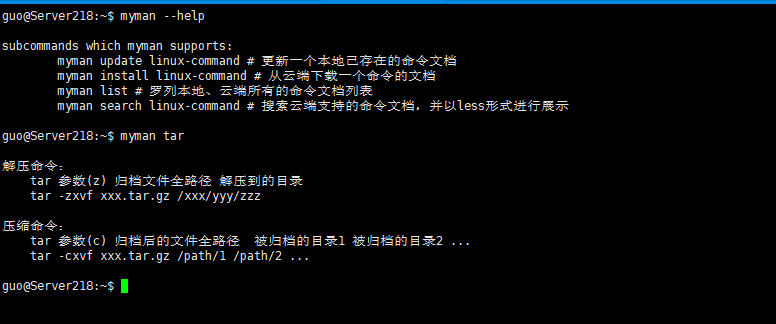 guo@Server218:~$ myman --help
subcommands which myman supports:
myman update linux-command # 更新一个本地已存在的命令文档
myman install linux-command # 从云端下载一个命令的文档
myman list # 罗列本地、云端所有的命令文档列表
myman search linux-command # 搜索云端支持的命令文档, 并以less形式进行展示
guo@Server218:~$ myman tar
解压命令:
tar 参数(z) 归档文件全路径 解压到的目录
tar -zxvf xxx.tar.gz /xxx/yyy/zzz
压缩命令:
tar 参数(c) 归档后的文件全路径  被归档的目录1 被归档的目录2 ...
tar -cxvf xxx.tar.gz /path/1 /path/2 ...
guo@Server218:~$